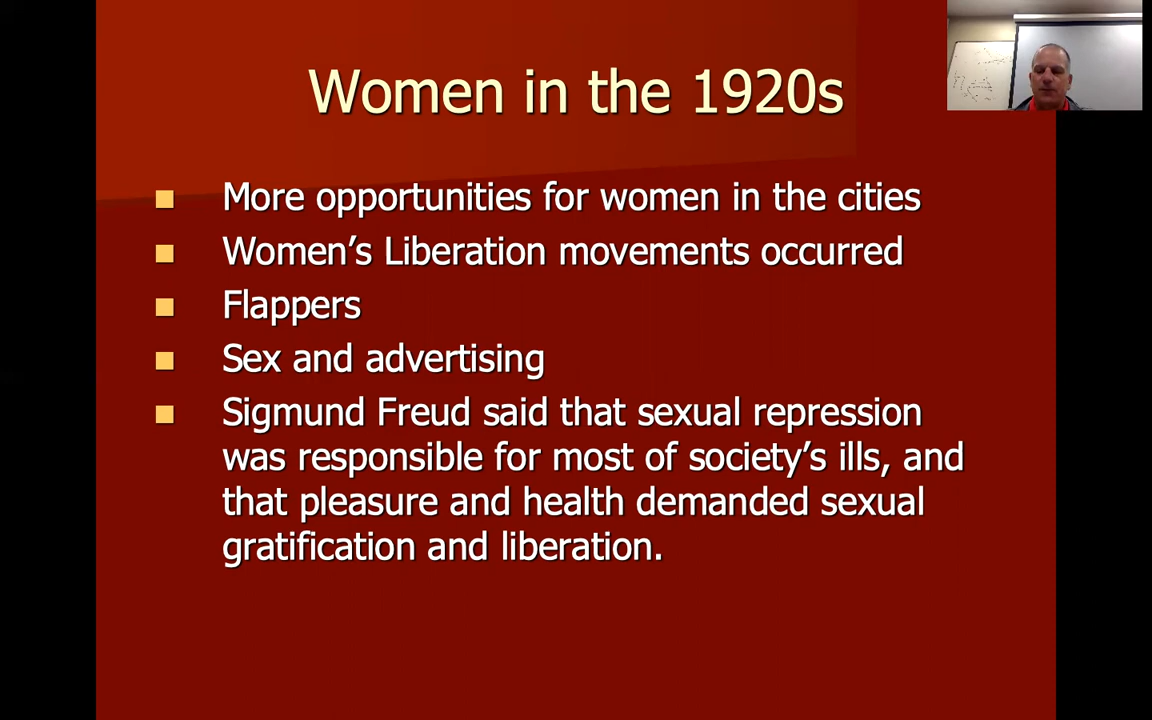 Women in the 1920s
More opportunities for women in the cities
Women’s Liberation movements occurred
Flappers
Sex and advertising
Sigmund Freud said that sexual repression
was responsible for most of society’s ills, and
that pleasure and health demanded sexual
gratification and liberation.